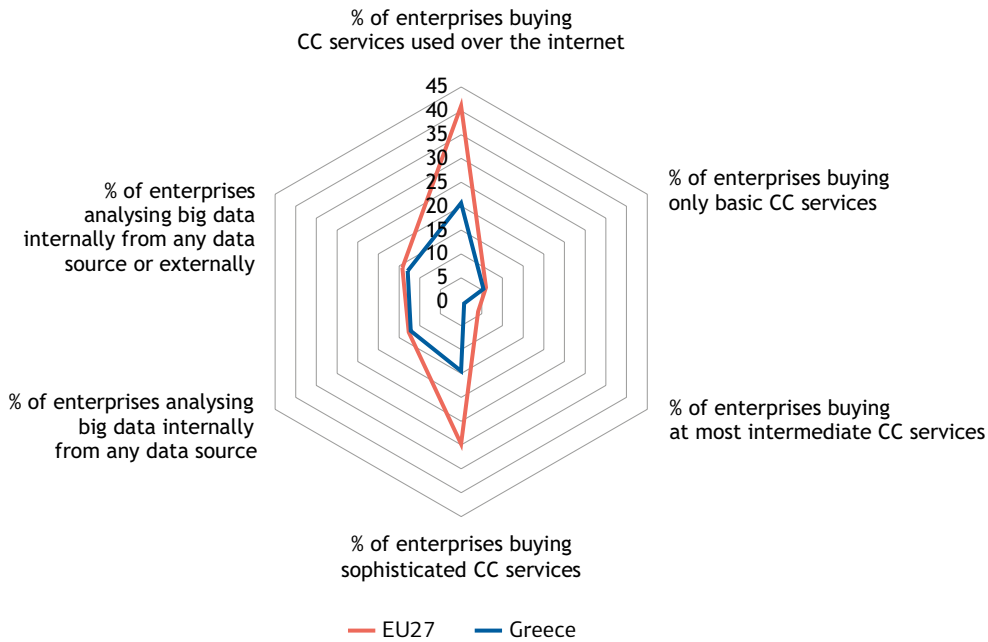 % of enterprises buying
CC services used over the internet
45
40
35
30
25
20
15
10
5
0
% of enterprises buying
only basic CC services
% of enterprises buying
at most intermediate CC services
% of enterprises buying
sophisticated CC services
% of enterprises analysing
big data internally
from any data source
% of enterprises
analysing big data
internally from any data
source or externally
EU27
Greece